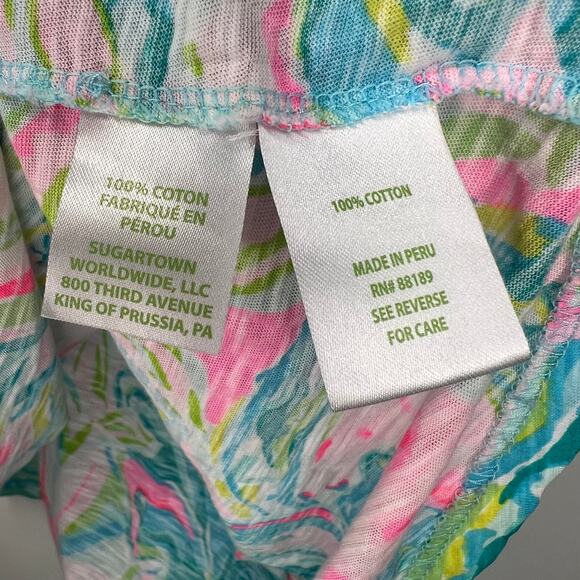 100% COTON
FABRIQUÉ EN
PÉROU
SUGARTOWN
WORLDWIDE, LLC
800 THIRD AVENUE
KING OF PRUSSIA, PA
100% COTTON
MADE IN PERU
RN# 88189
SEE REVERSE
FOR CARE